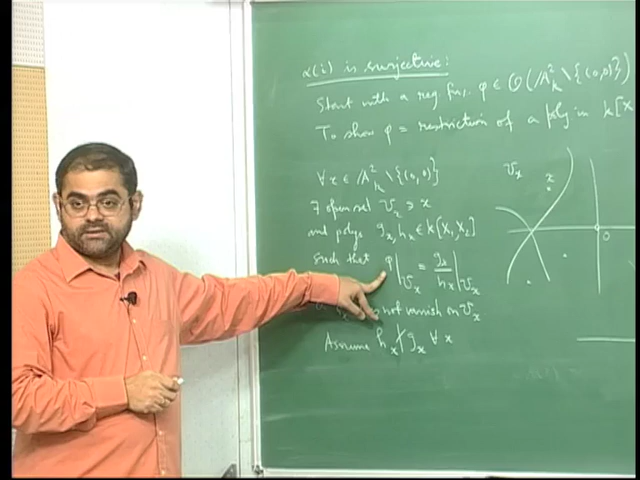 α(i) is surjective:
Start with a reg func. φ ∈ O(𝔸²ₖ∖{(0,0)})
To show φ = restriction of a poly in k[X
∀ x ∈ 𝔸²ₖ∖{(0,0)}
∃ open set Uₓ ∋ x
and polys gₓ, hₓ ∈ k[X₁,X₂]
such that φ|Uₓ = gₓ/hₓ|Uₓ
not vanish on Uₓ
Assume hₓ ∤ gₓ ∀ x
Uₓ
x
0